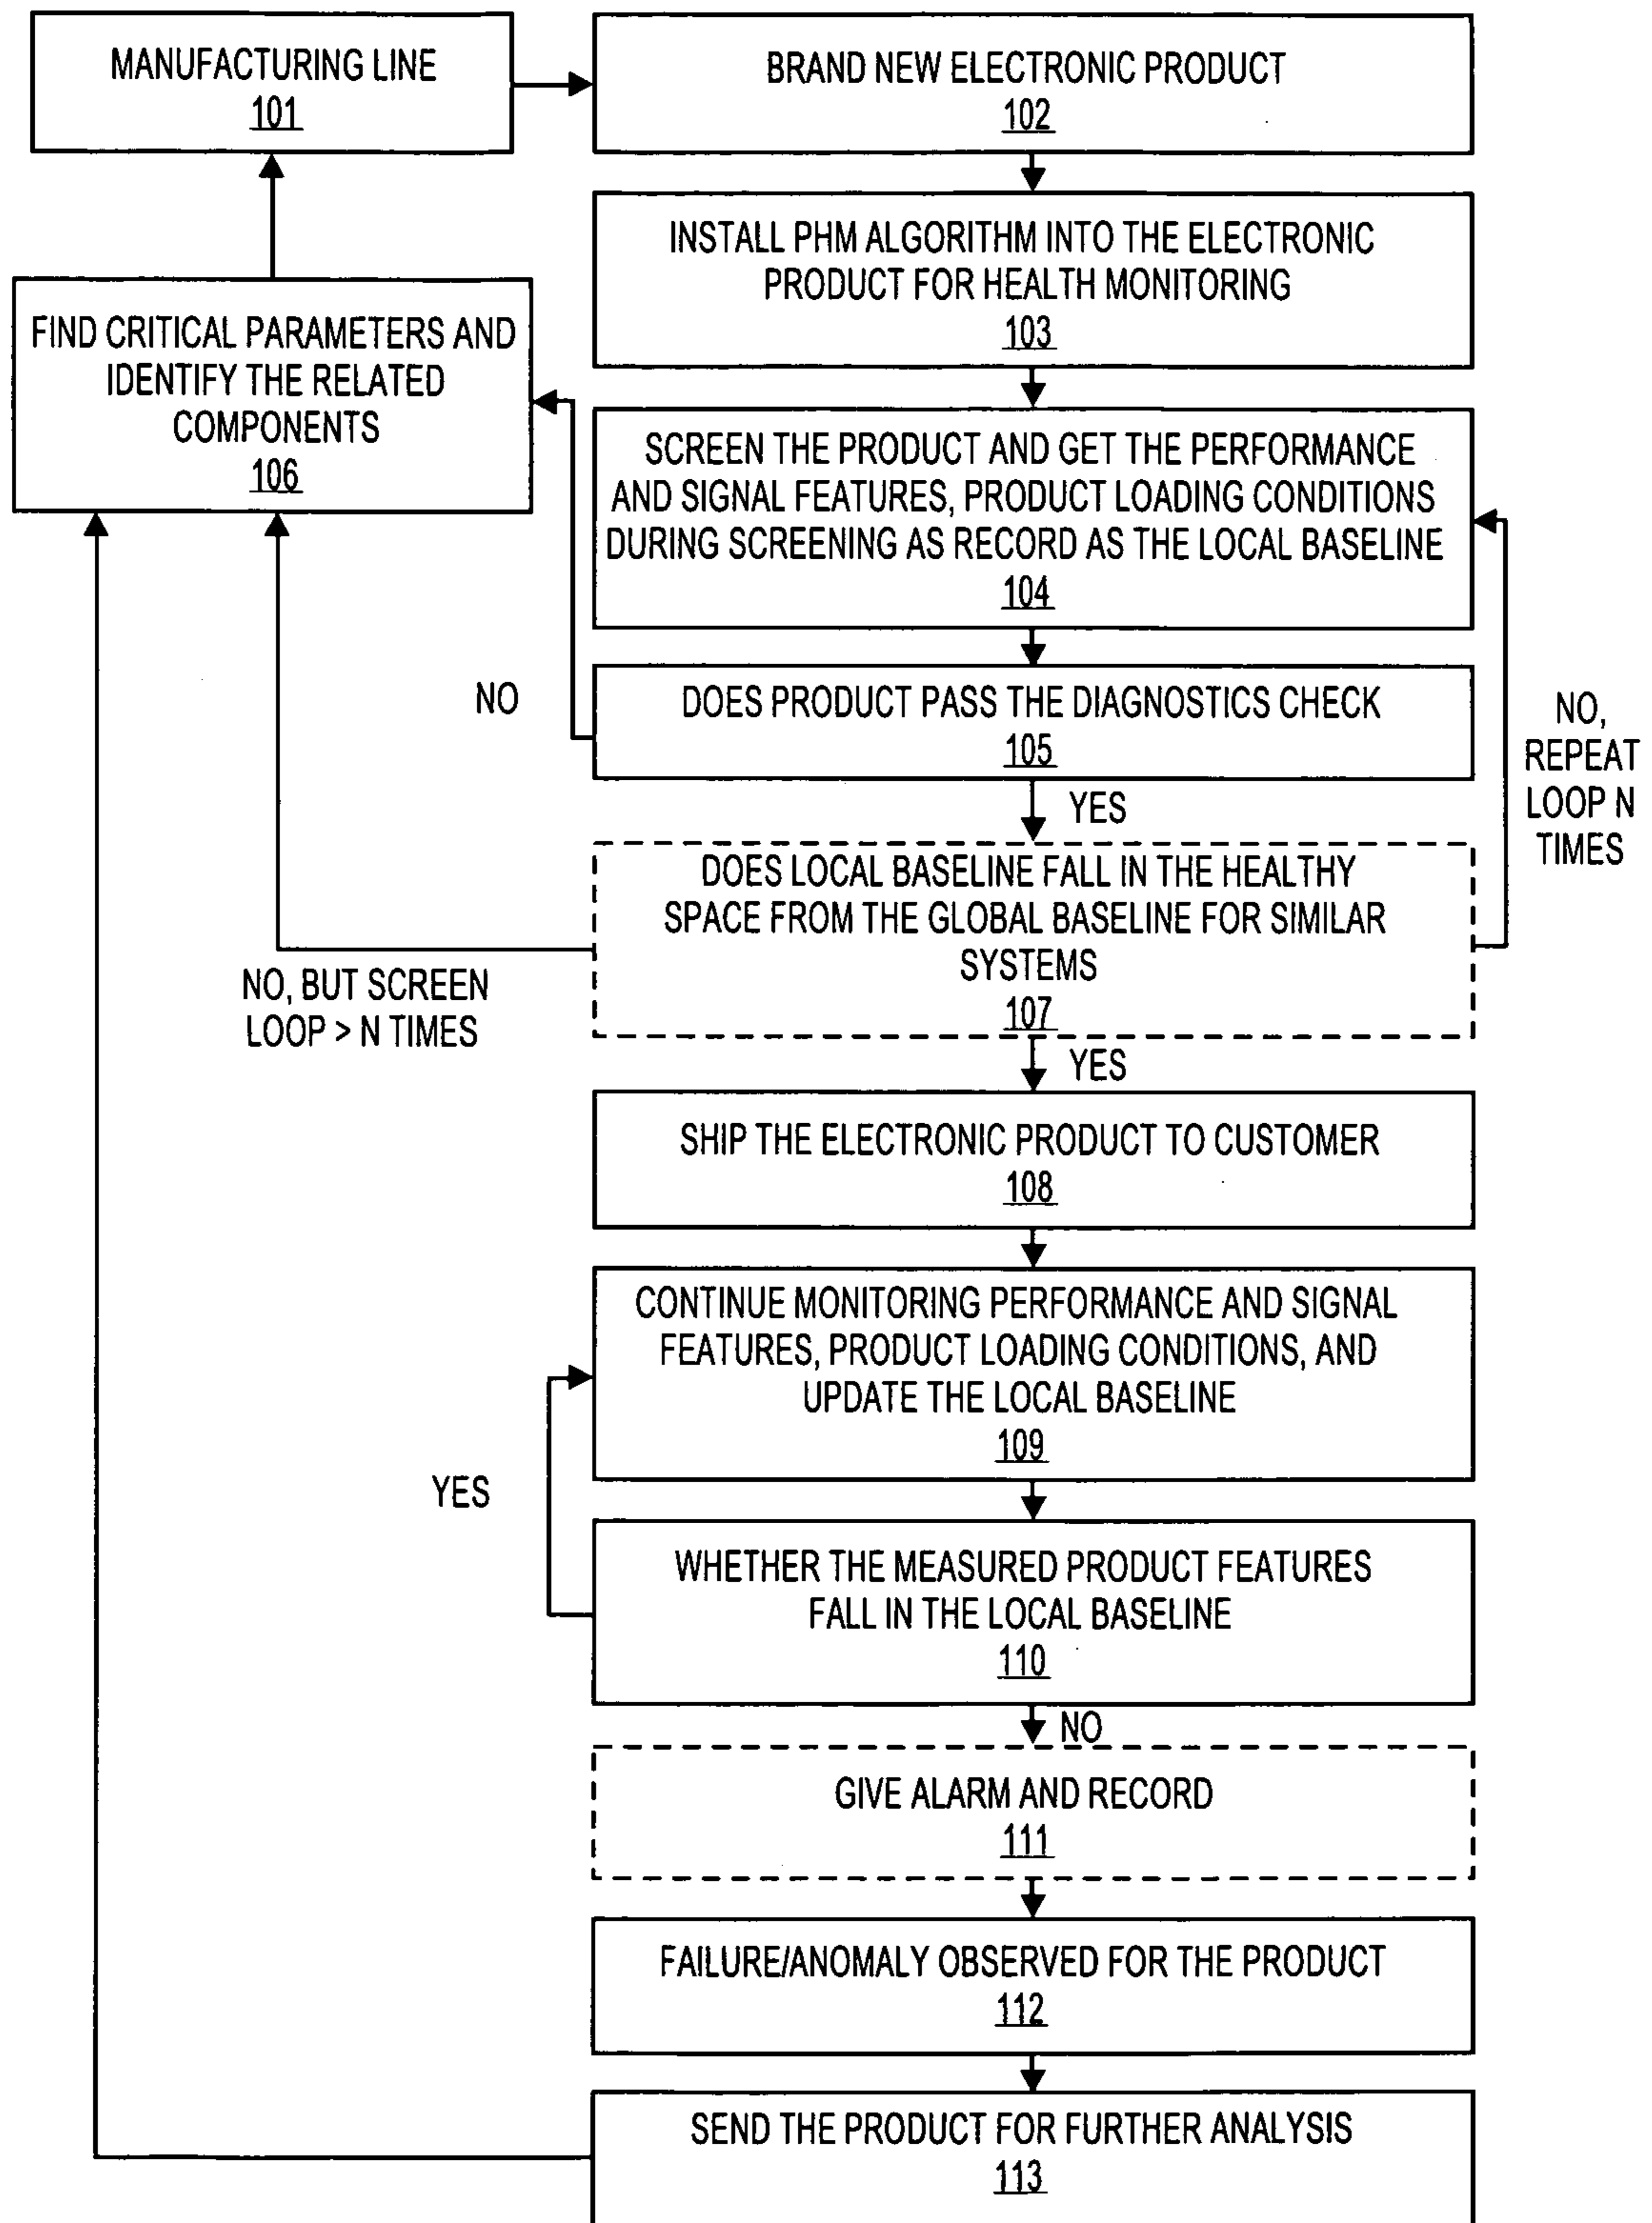 MANUFACTURING LINE
101
BRAND NEW ELECTRONIC PRODUCT
102
INSTALL PHM ALGORITHM INTO THE ELECTRONIC
PRODUCT FOR HEALTH MONITORING
103
FIND CRITICAL PARAMETERS AND
IDENTIFY THE RELATED
COMPONENTS
106
SCREEN THE PRODUCT AND GET THE PERFORMANCE
AND SIGNAL FEATURES, PRODUCT LOADING CONDITIONS
DURING SCREENING AS RECORD AS THE LOCAL BASELINE
104
NO
DOES PRODUCT PASS THE DIAGNOSTICS CHECK
105
NO,
REPEAT
LOOP N
TIMES
YES
DOES LOCAL BASELINE FALL IN THE HEALTHY
SPACE FROM THE GLOBAL BASELINE FOR SIMILAR
SYSTEMS
107
NO, BUT SCREEN
LOOP > N TIMES
YES
SHIP THE ELECTRONIC PRODUCT TO CUSTOMER
108
CONTINUE MONITORING PERFORMANCE AND SIGNAL
FEATURES, PRODUCT LOADING CONDITIONS, AND
UPDATE THE LOCAL BASELINE
109
YES
WHETHER THE MEASURED PRODUCT FEATURES
FALL IN THE LOCAL BASELINE
110
NO
GIVE ALARM AND RECORD
111
FAILURE/ANOMALY OBSERVED FOR THE PRODUCT
112
SEND THE PRODUCT FOR FURTHER ANALYSIS
113